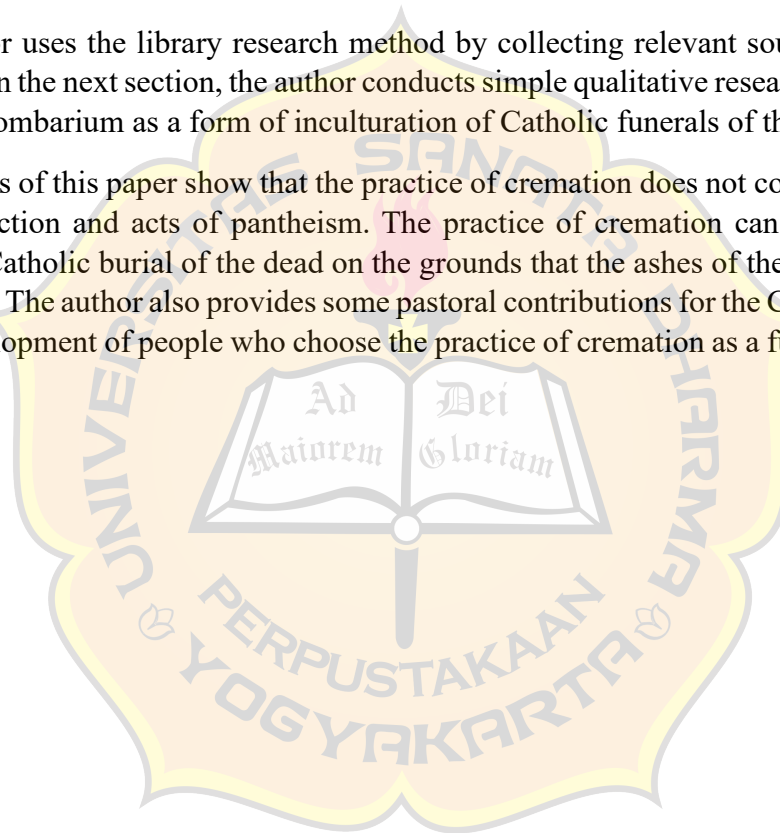 r uses the library research method by collecting relevant sou
n the next section, the author conducts simple qualitative resea
ombarium as a form of inculturation of Catholic funerals of th
s of this paper show that the practice of cremation does not co
ction and acts of pantheism. The practice of cremation can
Catholic burial of the dead on the grounds that the ashes of the
. The author also provides some pastoral contributions for the C
lopment of people who choose the practice of cremation as a f
UNIVERSITAS SANATA DHARMA
Ad Dei
Maiorem Gloriam
PERPUSTAKAAN
YOGYAKARTA